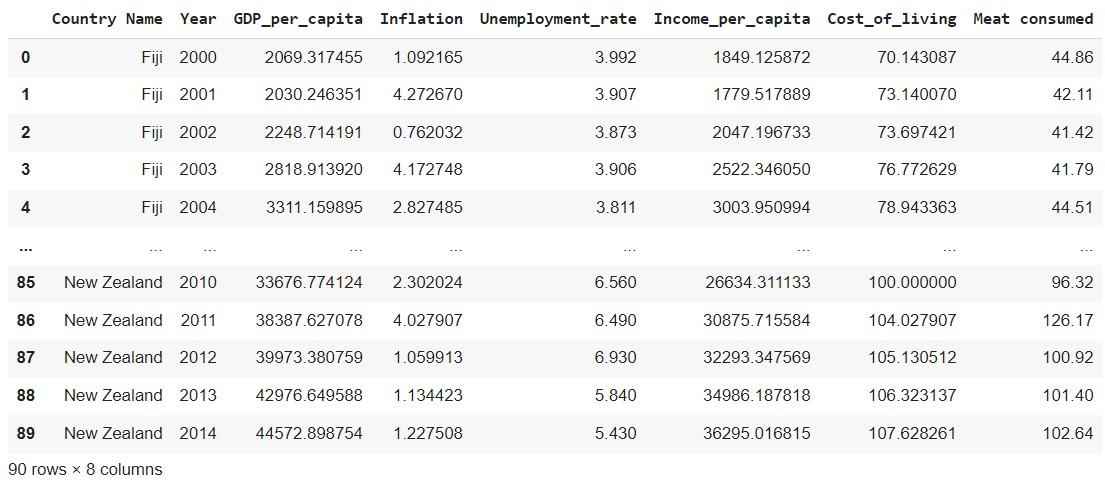 Country Name Year GDP_per_capita Inflation Unemployment_rate Income_per_capita Cost_of_living Meat consumed
0 Fiji 2000 2069.317455 1.092165 3.992 1849.125872 70.143087 44.86
1 Fiji 2001 2030.246351 4.272670 3.907 1779.517889 73.140070 42.11
2 Fiji 2002 2248.714191 0.762032 3.873 2047.196733 73.697421 41.42
3 Fiji 2003 2818.913920 4.172748 3.906 2522.346050 76.772629 41.79
4 Fiji 2004 3311.159895 2.827485 3.811 3003.950994 78.943363 44.51
... ... ... ... ... ... ... ... ...
85 New Zealand 2010 33676.774124 2.302024 6.560 26634.311133 100.000000 96.32
86 New Zealand 2011 38387.627078 4.027907 6.490 30875.715584 104.027907 126.17
87 New Zealand 2012 39973.380759 1.059913 6.930 32293.347569 105.130512 100.92
88 New Zealand 2013 42976.649588 1.134423 5.840 34986.187818 106.323137 101.40
89 New Zealand 2014 44572.898754 1.227508 5.430 36295.016815 107.628261 102.64
90 rows × 8 columns